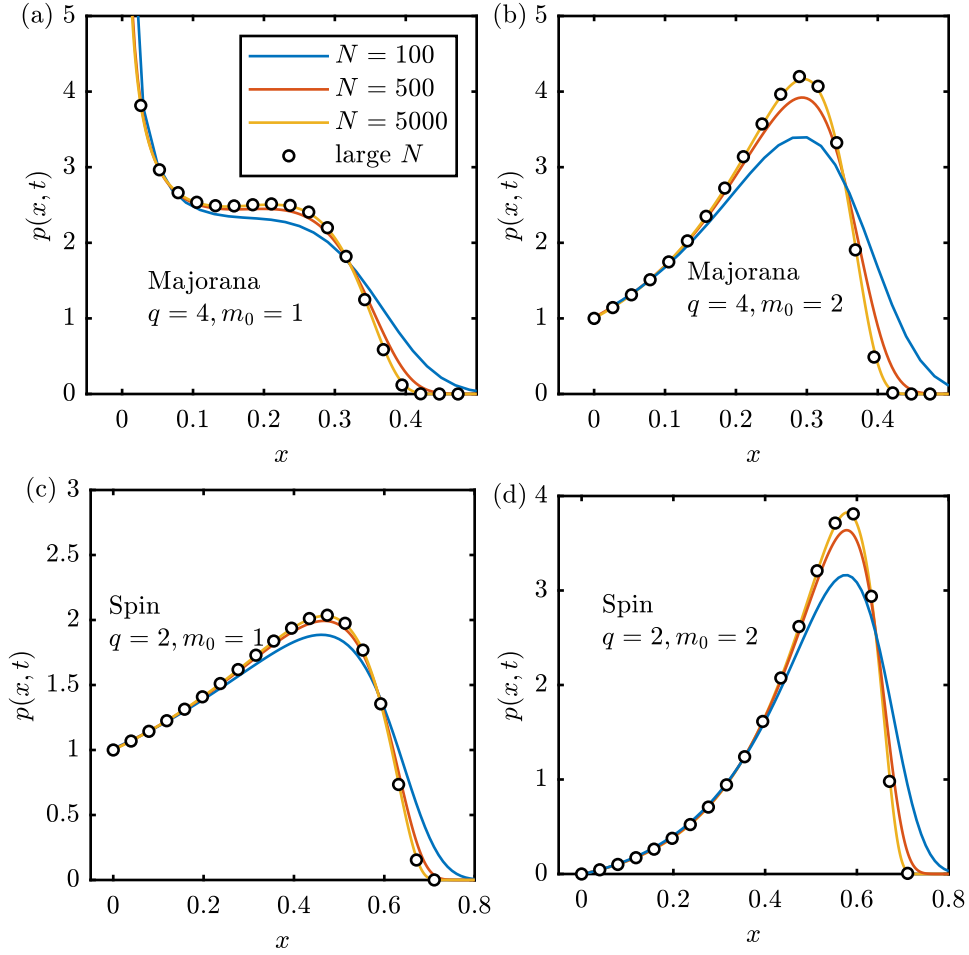 (a)
5
4
3
2
1
0
p(x, t)
N = 100
N = 500
N = 5000
large N
Majorana
q = 4, m₀ = 1
0 0.1 0.2 0.3 0.4
x
(b)
5
4
3
2
1
0
p(x, t)
Majorana
q = 4, m₀ = 2
0 0.1 0.2 0.3 0.4
x
(c)
3
2.5
2
1.5
1
0.5
0
p(x, t)
Spin
q = 2, m₀ = 1
0 0.2 0.4 0.6 0.8
x
(d)
4
3
2
1
0
p(x, t)
Spin
q = 2, m₀ = 2
0 0.2 0.4 0.6 0.8
x